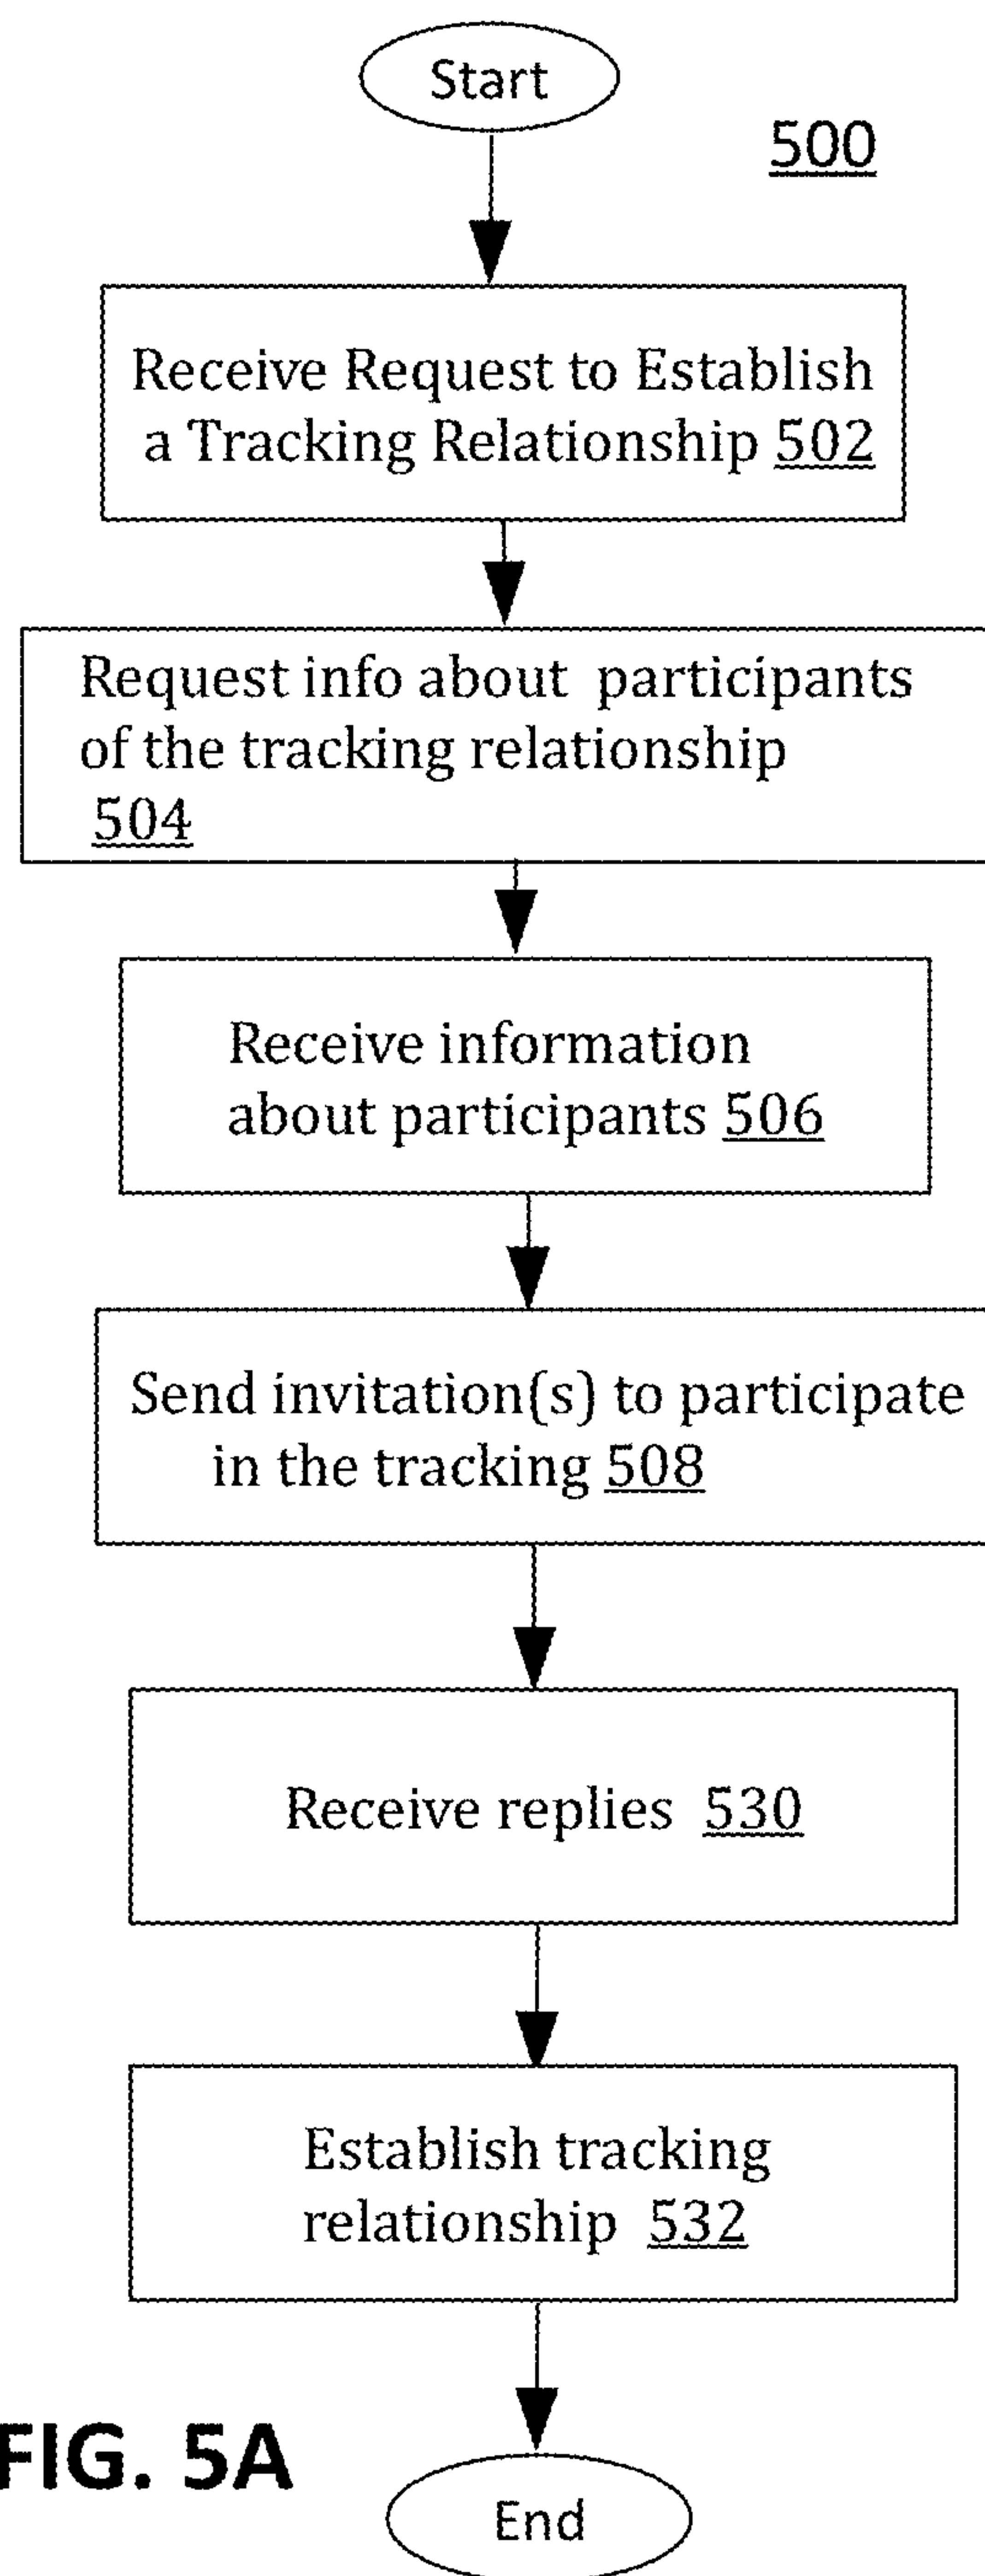 Start
500
Receive Request to Establish
a Tracking Relationship 502
Request info about participants
of the tracking relationship
504
Receive information
about participants 506
Send invitation(s) to participate
in the tracking 508
Receive replies 530
Establish tracking
relationship 532
FIG. 5A
End